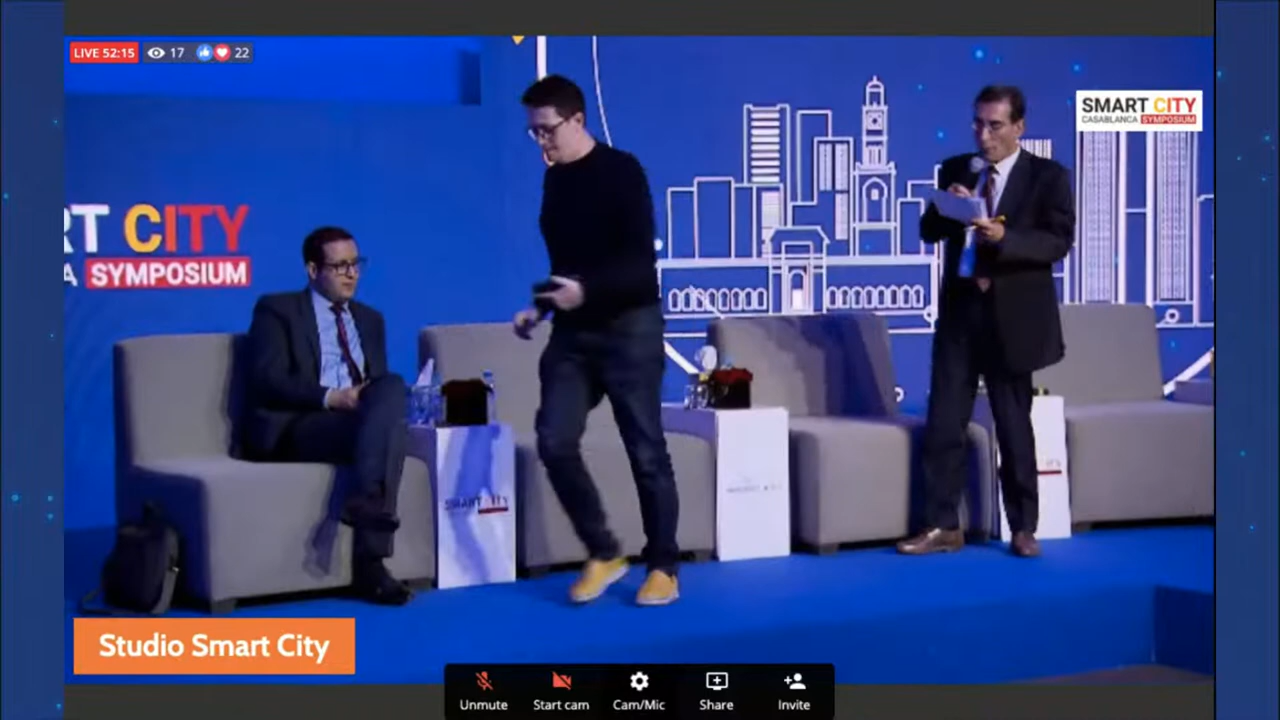 LIVE 52:15 17 22
SMART CITY
CASABLANCA SYMPOSIUM
RT CITY
A SYMPOSIUM
SMART CITY
Studio Smart City
Unmute Start cam Cam/Mic Share Invite